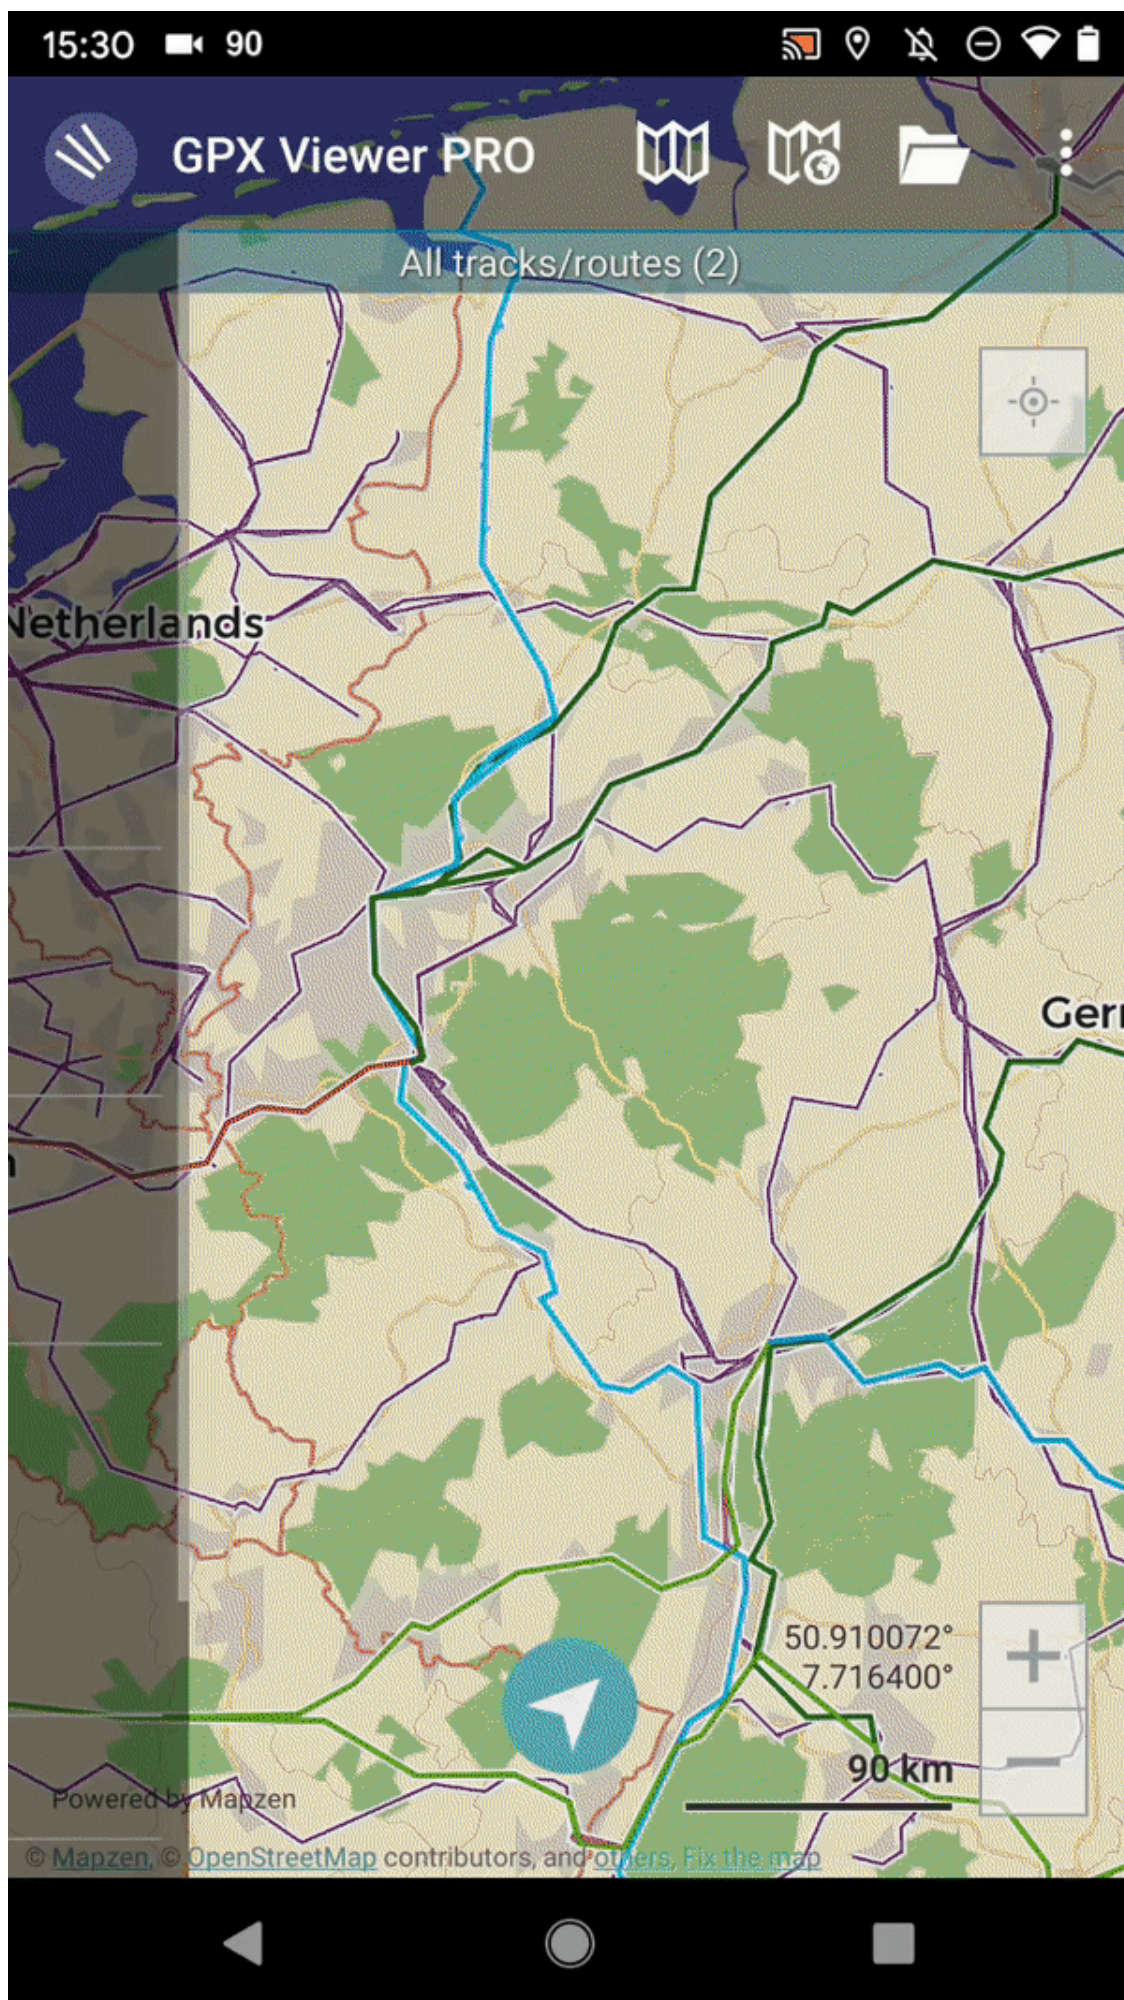 15:30 90
GPX Viewer PRO
All tracks/routes (2)
Netherlands
Gerr
n
50.910072°
7.716400°
90 km
Powered by Mapzen
© Mapzen, © OpenStreetMap contributors, and others, Fix the map